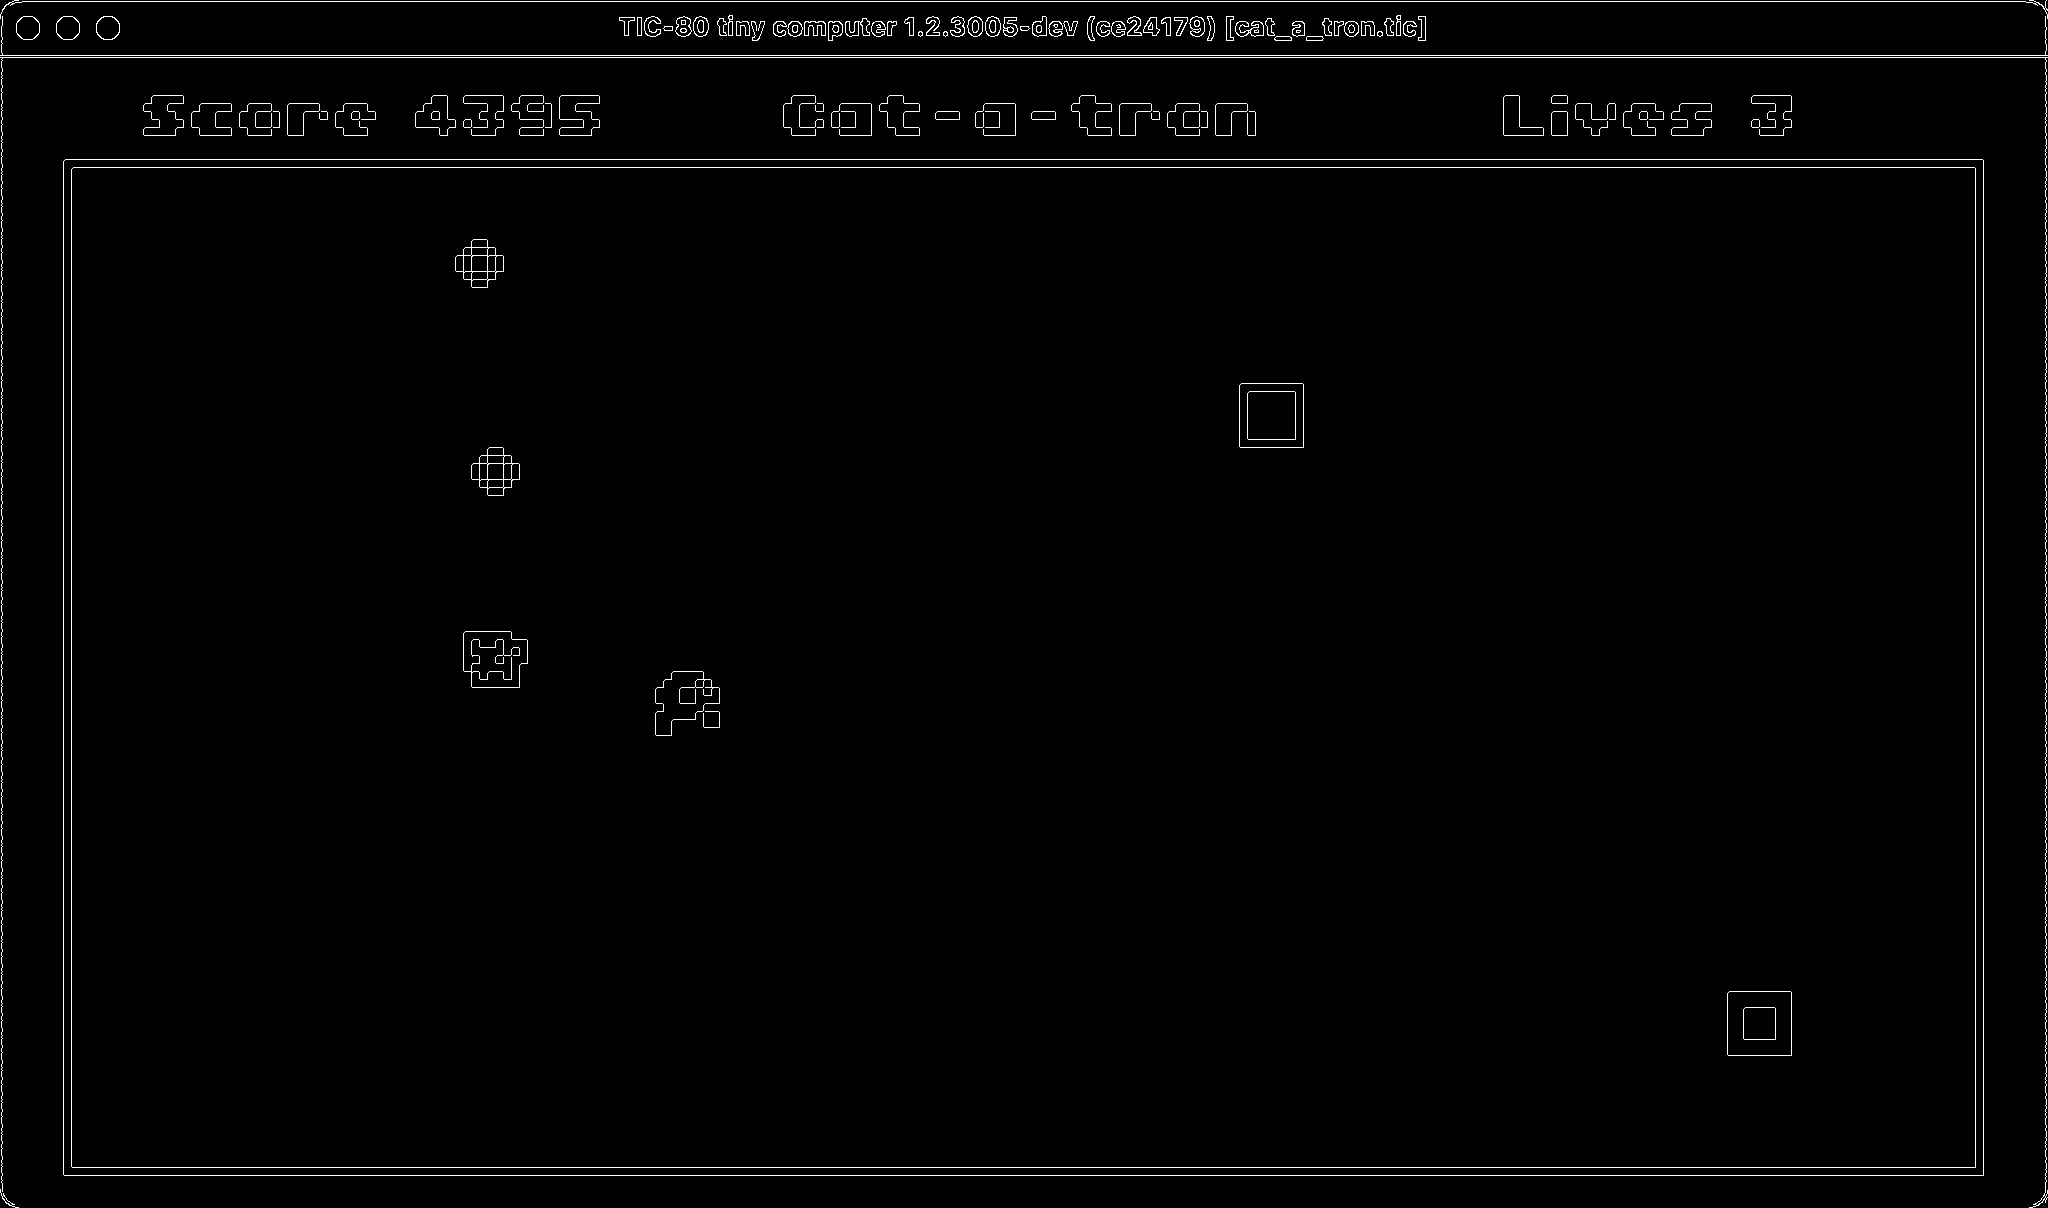 TIC-80 tiny computer 1.2.3005-dev (ce24179) [cat_a_tron.tic]
Score 4395 Cat-a-tron Lives 3